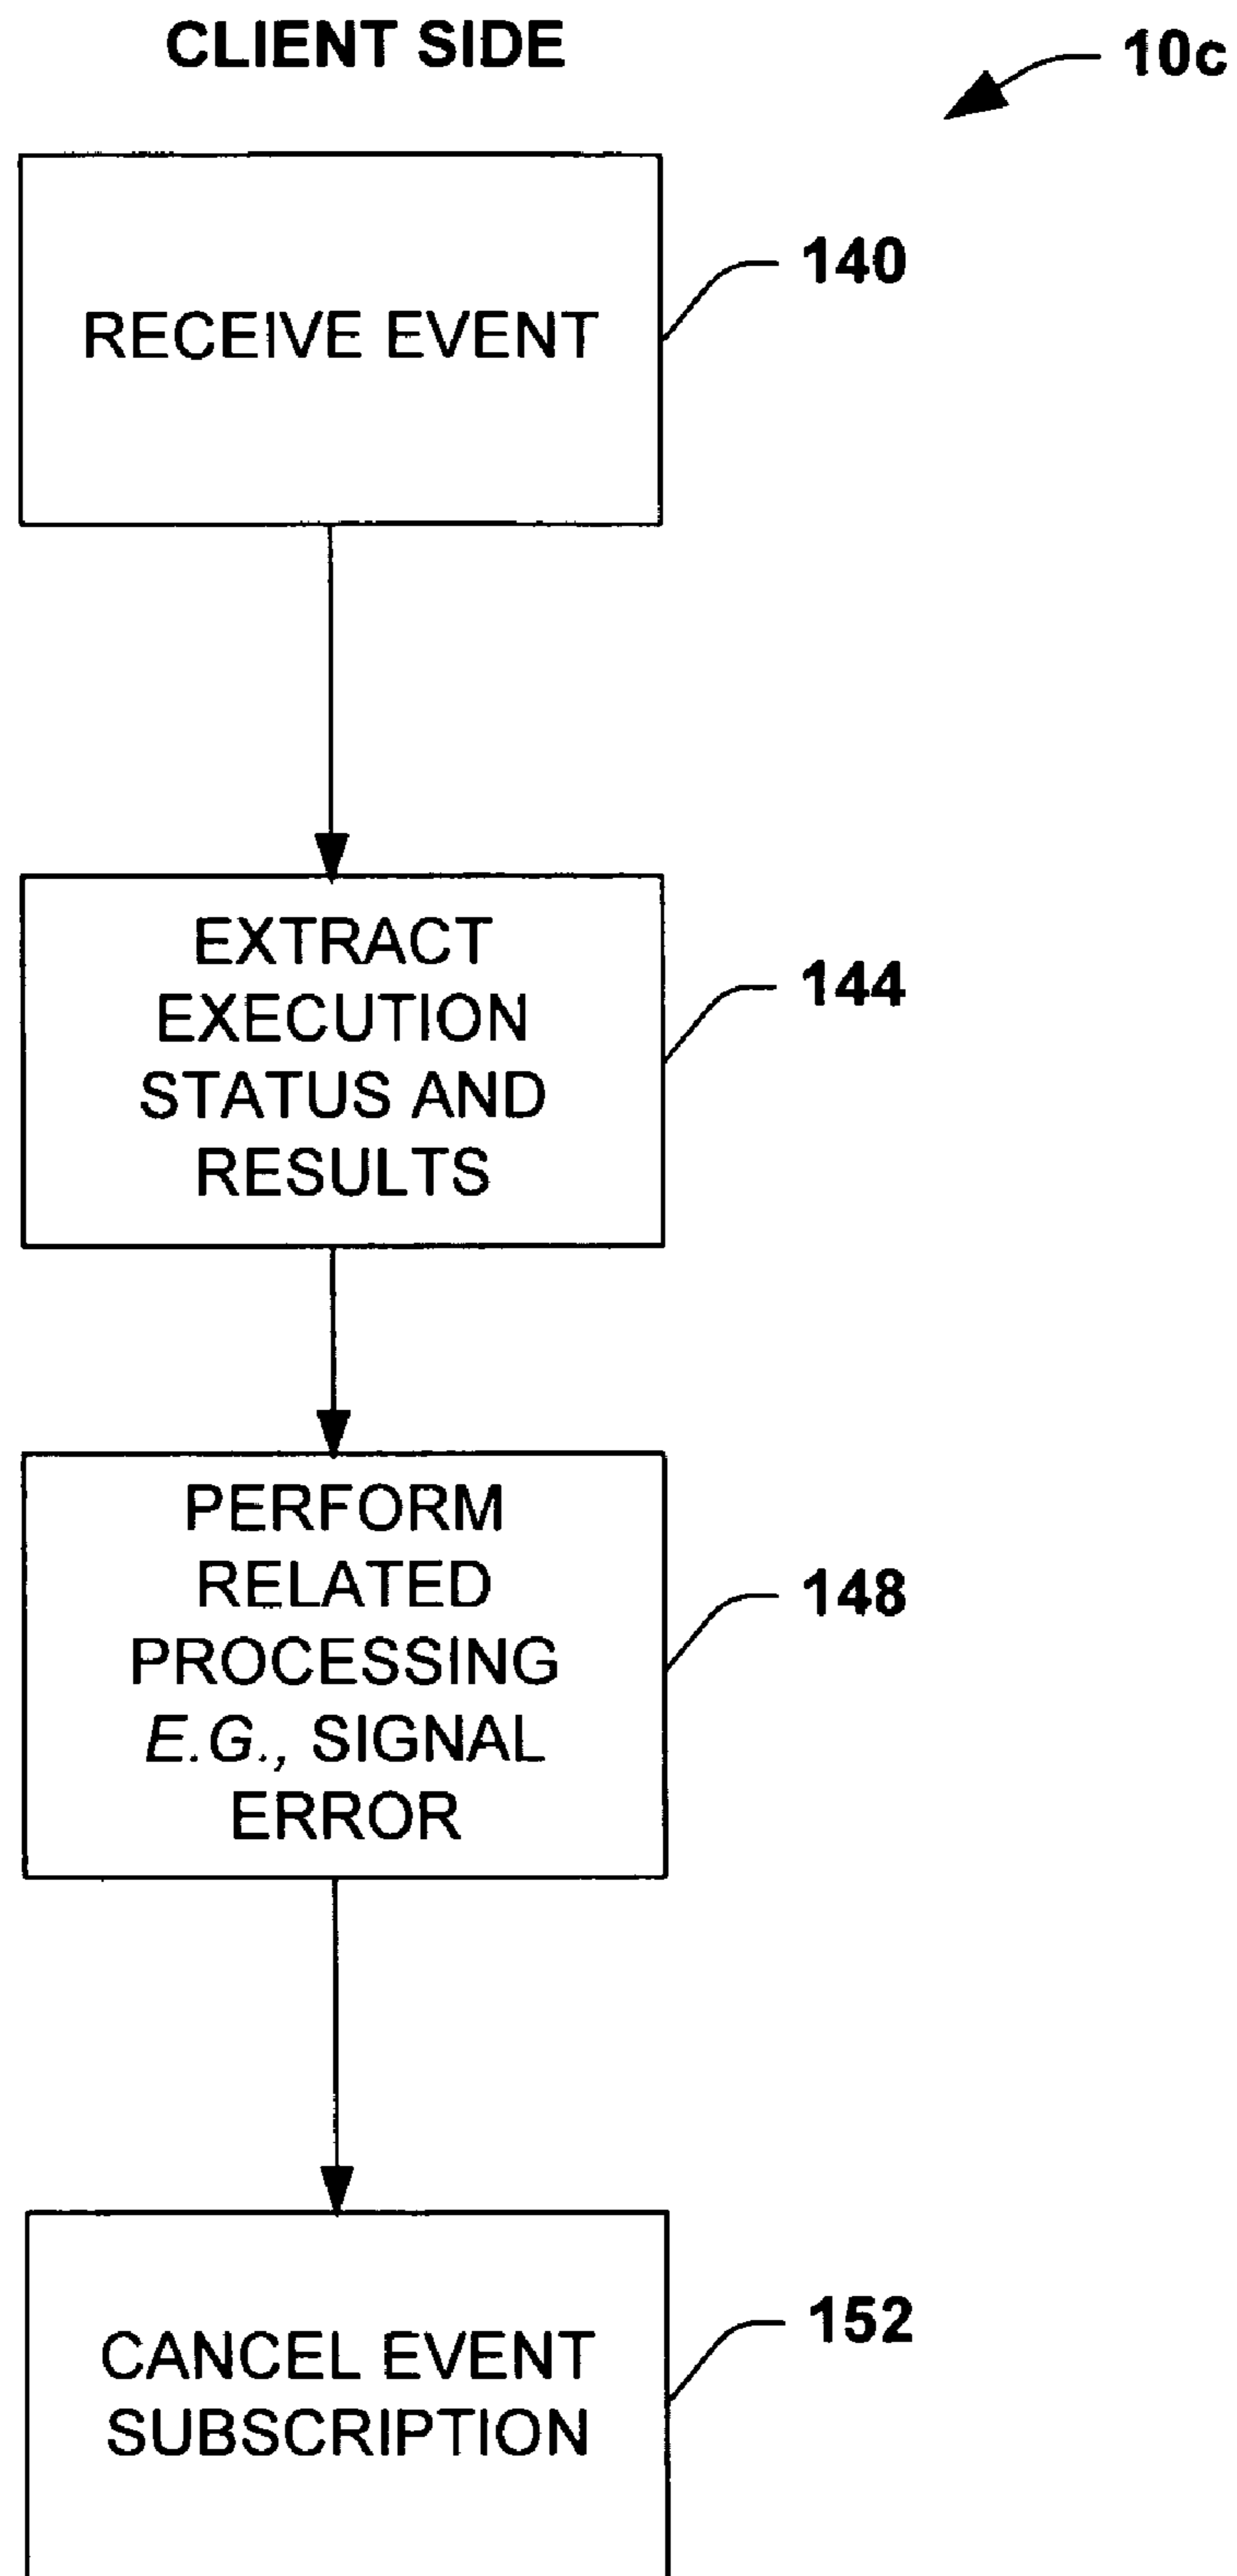 CLIENT SIDE
10c
RECEIVE EVENT
140
EXTRACT
EXECUTION
STATUS AND
RESULTS
144
PERFORM
RELATED
PROCESSING
E.G., SIGNAL
ERROR
148
CANCEL EVENT
SUBSCRIPTION
152